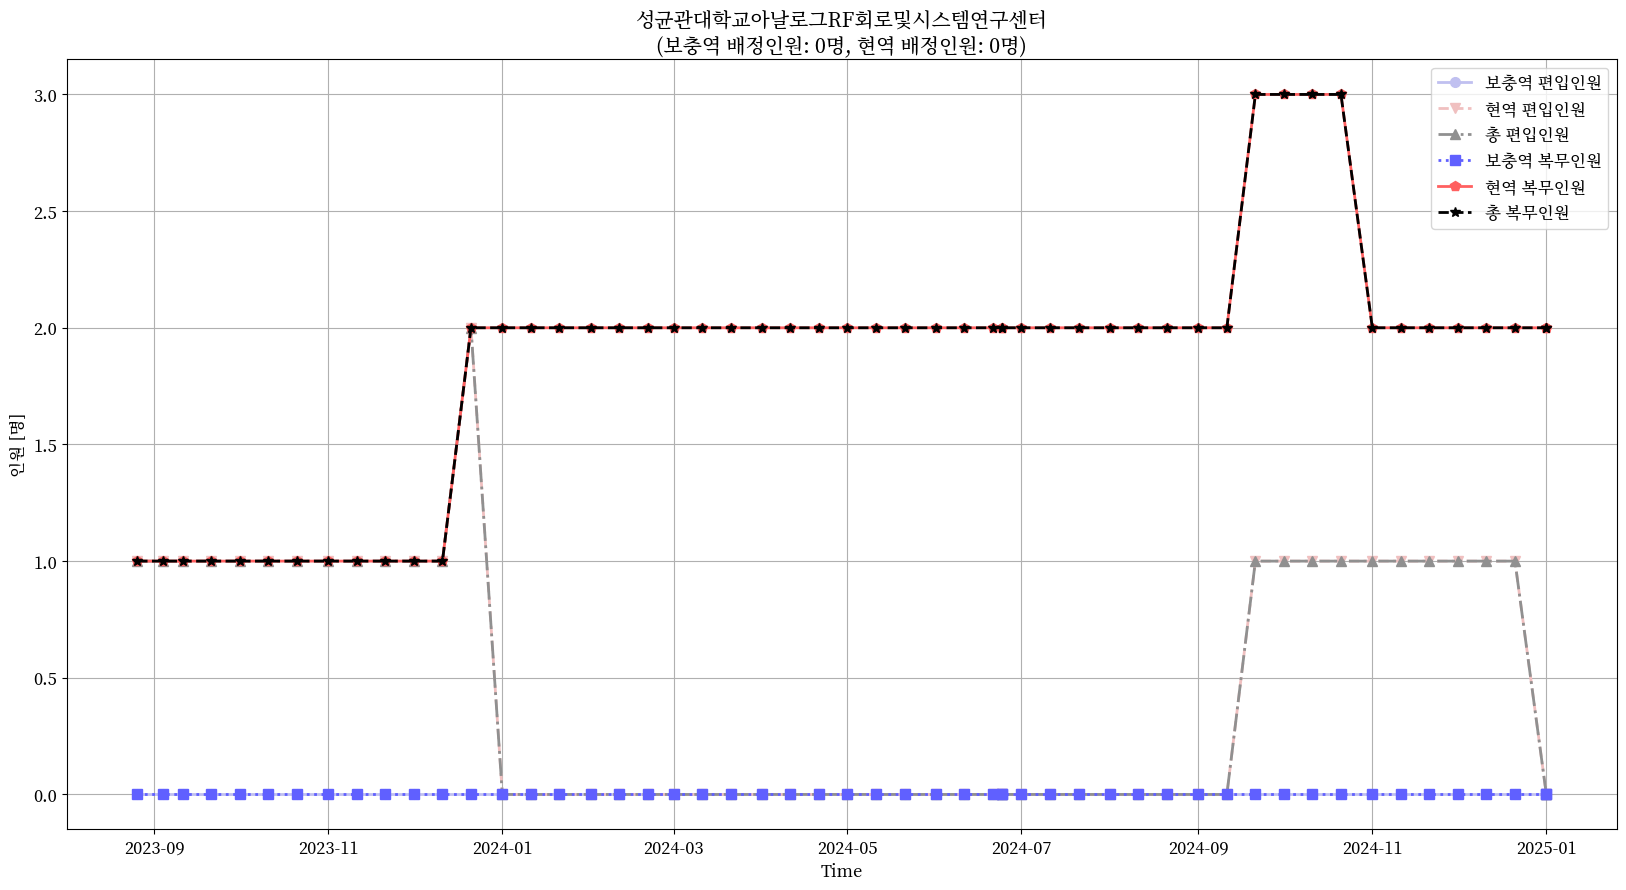 성균관대학교아날로그RF회로및시스템연구센터
(보충역 배정인원: 0명, 현역 배정인원: 0명)
보충역 편입인원
현역 편입인원
총 편입인원
보충역 복무인원
현역 복무인원
총 복무인원
인원 [명]
3.0
2.5
2.0
1.5
1.0
0.5
0.0
2023-09
2023-11
2024-01
2024-03
2024-05
2024-07
2024-09
2024-11
2025-01
Time